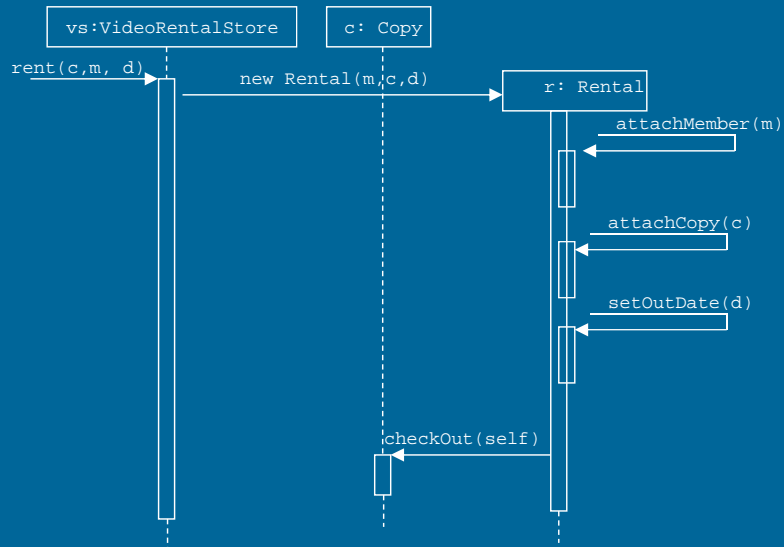 vs:VideoRentalStore
c: Copy
rent(c,m, d)
new Rental(m,c,d)
r: Rental
attachMember(m)
attachCopy(c)
setOutDate(d)
checkOut(self)